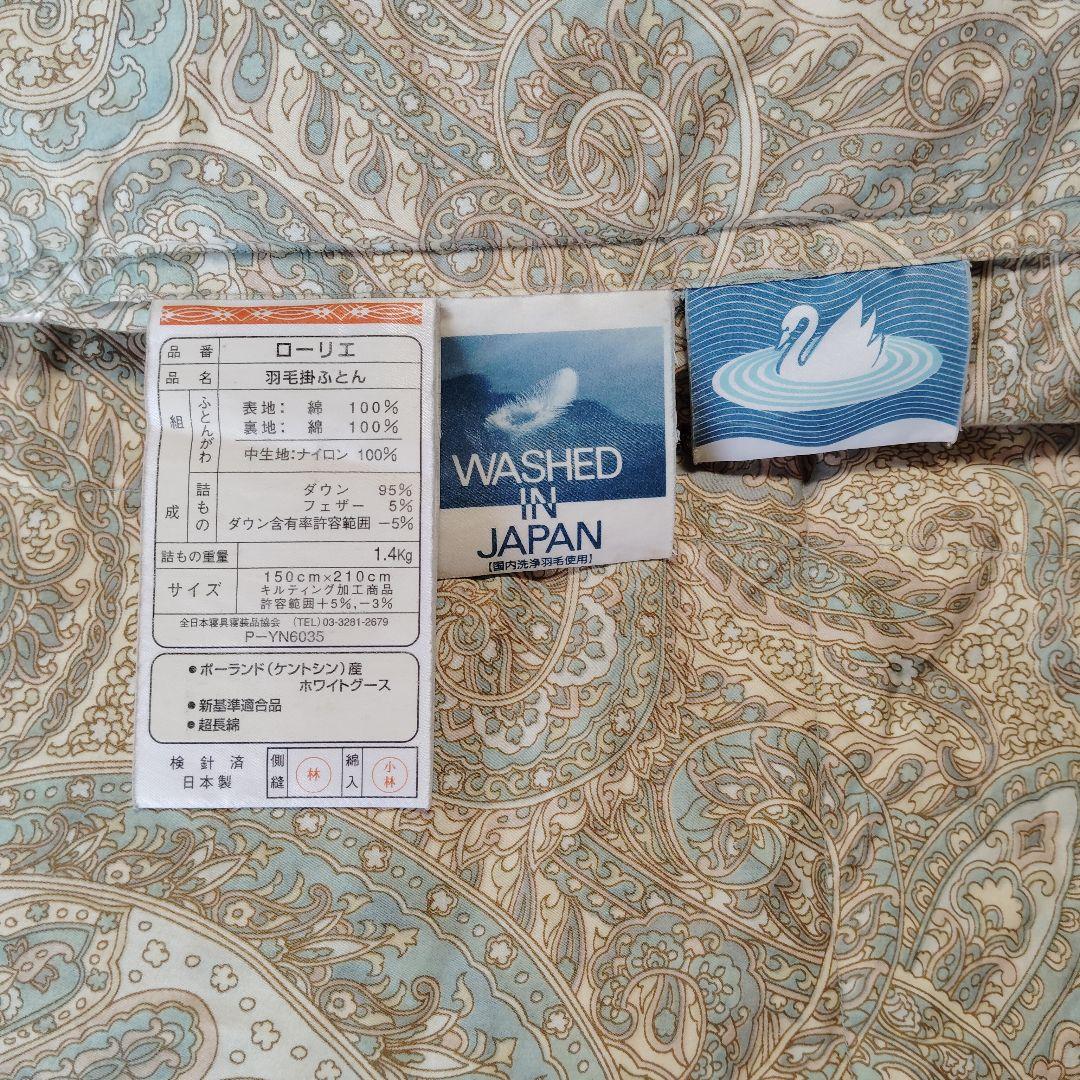 品番 ローリエ
品名 羽毛掛ふとん
組成 ふとんがわ 表地: 綿 100%
裏地: 綿 100%
中生地:ナイロン 100%
詰もの ダウン 95%
フェザー 5%
ダウン含有率許容範囲 −5%
詰もの重量 1.4Kg
サイズ 150cm×210cm
キルティング加工商品
許容範囲+5%,−3%
全日本寝具寝装品協会 (TEL)03-3281-2679
P−YN6035
●ポーランド(ケントシン)産
ホワイトグース
●新基準適合品
●超長綿
検針済
日本製
側縫 林 綿入 小林
WASHED
IN
JAPAN
【国内洗浄羽毛使用】